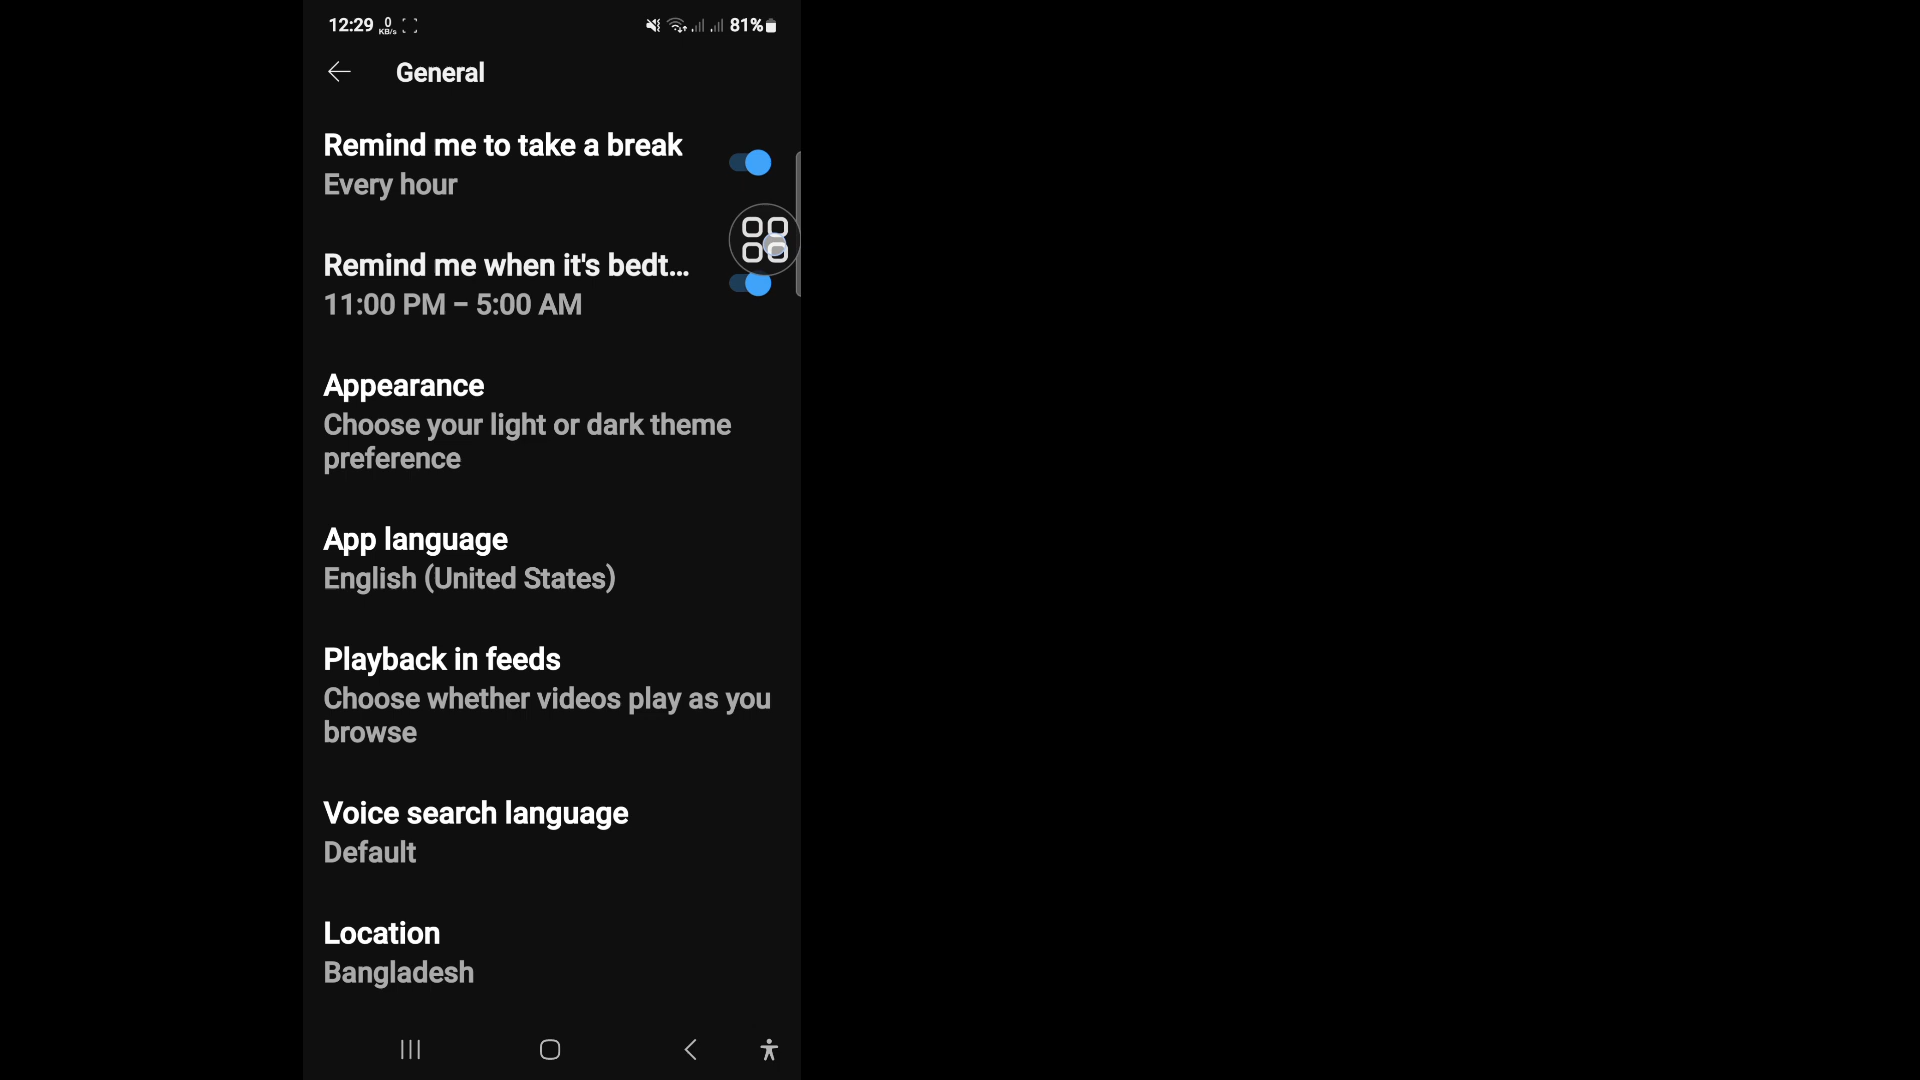 12:29 0 KB/s 81%
General
Remind me to take a break
Every hour
Remind me when it's bedt...
11:00 PM – 5:00 AM
Appearance
Choose your light or dark theme
preference
App language
English (United States)
Playback in feeds
Choose whether videos play as you
browse
Voice search language
Default
Location
Bangladesh